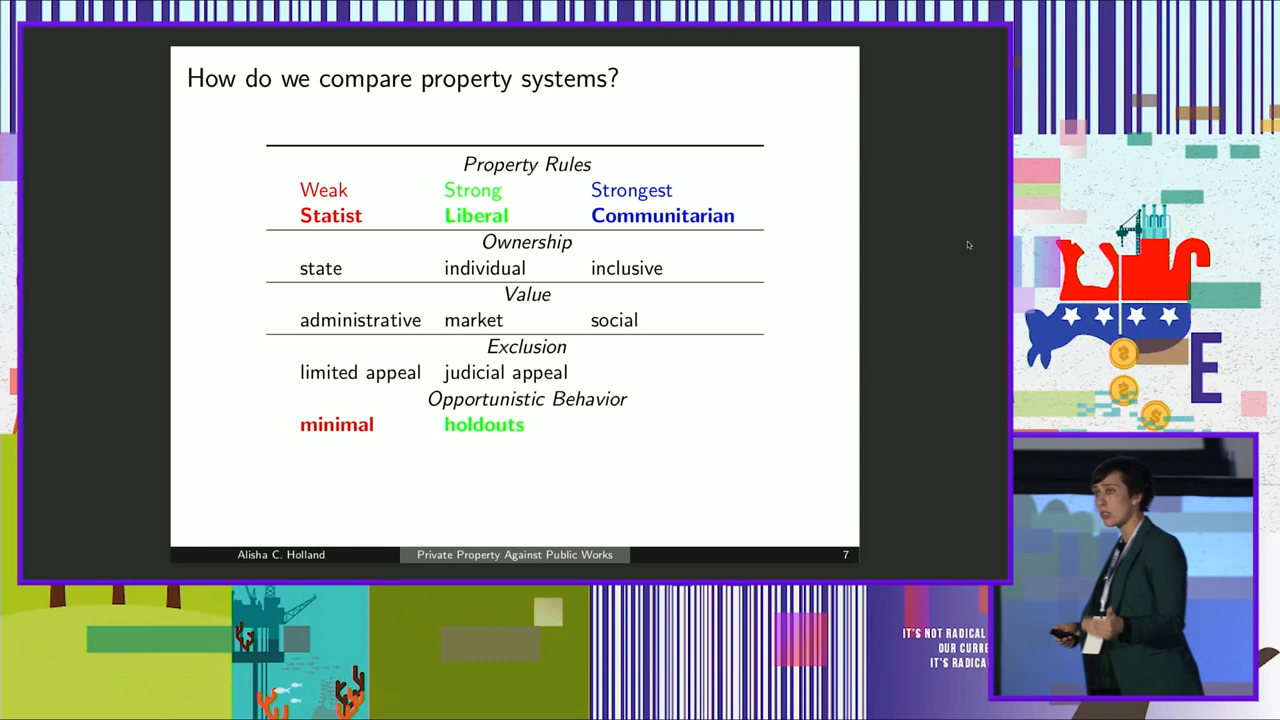 How do we compare property systems?
Property Rules
Weak Strong Strongest
Statist Liberal Communitarian
Ownership
state individual inclusive
Value
administrative market social
Exclusion
limited appeal judicial appeal
Opportunistic Behavior
minimal holdouts
Alisha C. Holland Private Property Against Public Works 7
E
IT'S NOT RADICAL
OUR CURRE
IT'S RADICA